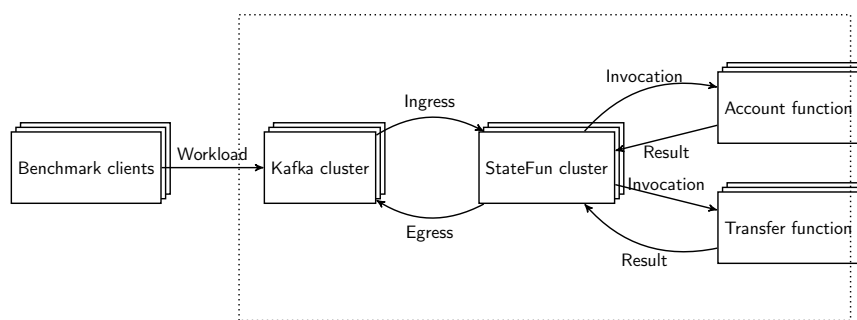 Invocation
Account function
Ingress
Workload
Benchmark clients
Kafka cluster
StateFun cluster
Result
Invocation
Egress
Transfer function
Result